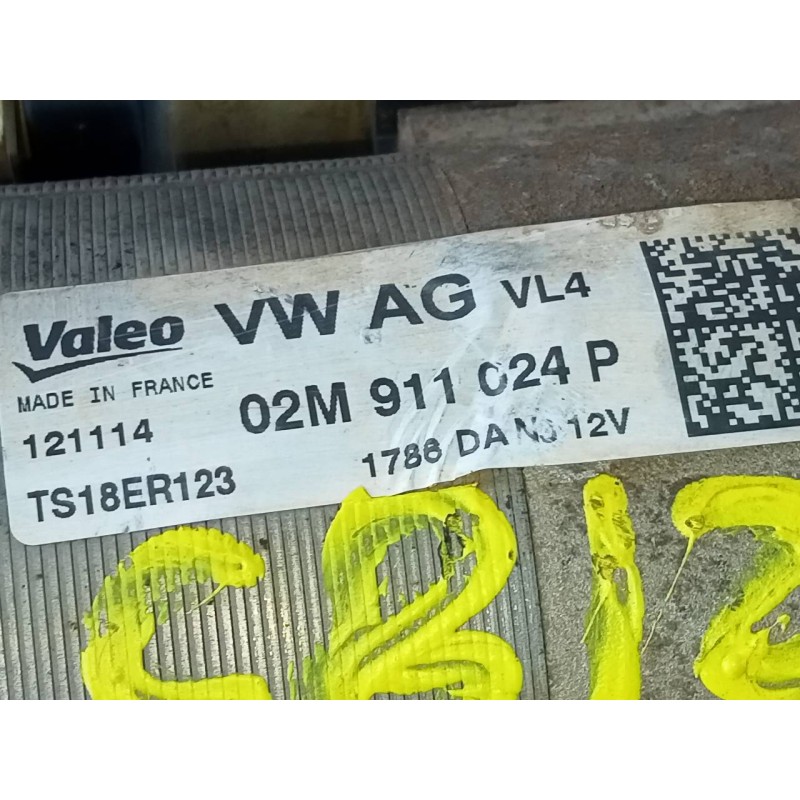 Valeo VW AG VL4
MADE IN FRANCE 02M 911 024 P
121114 1786 DA 12V
TS18ER123